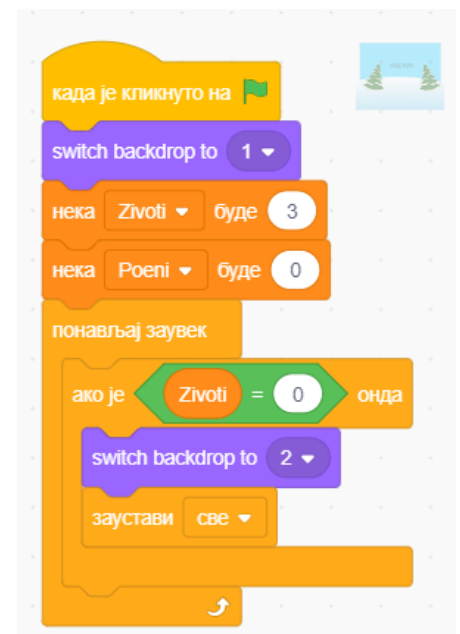 када је кликнуто на
switch backdrop to 1
нека Zivoti буде 3
нека Poeni буде 0
понављај заувек
ако је Zivoti = 0 онда
switch backdrop to 2
заустави све